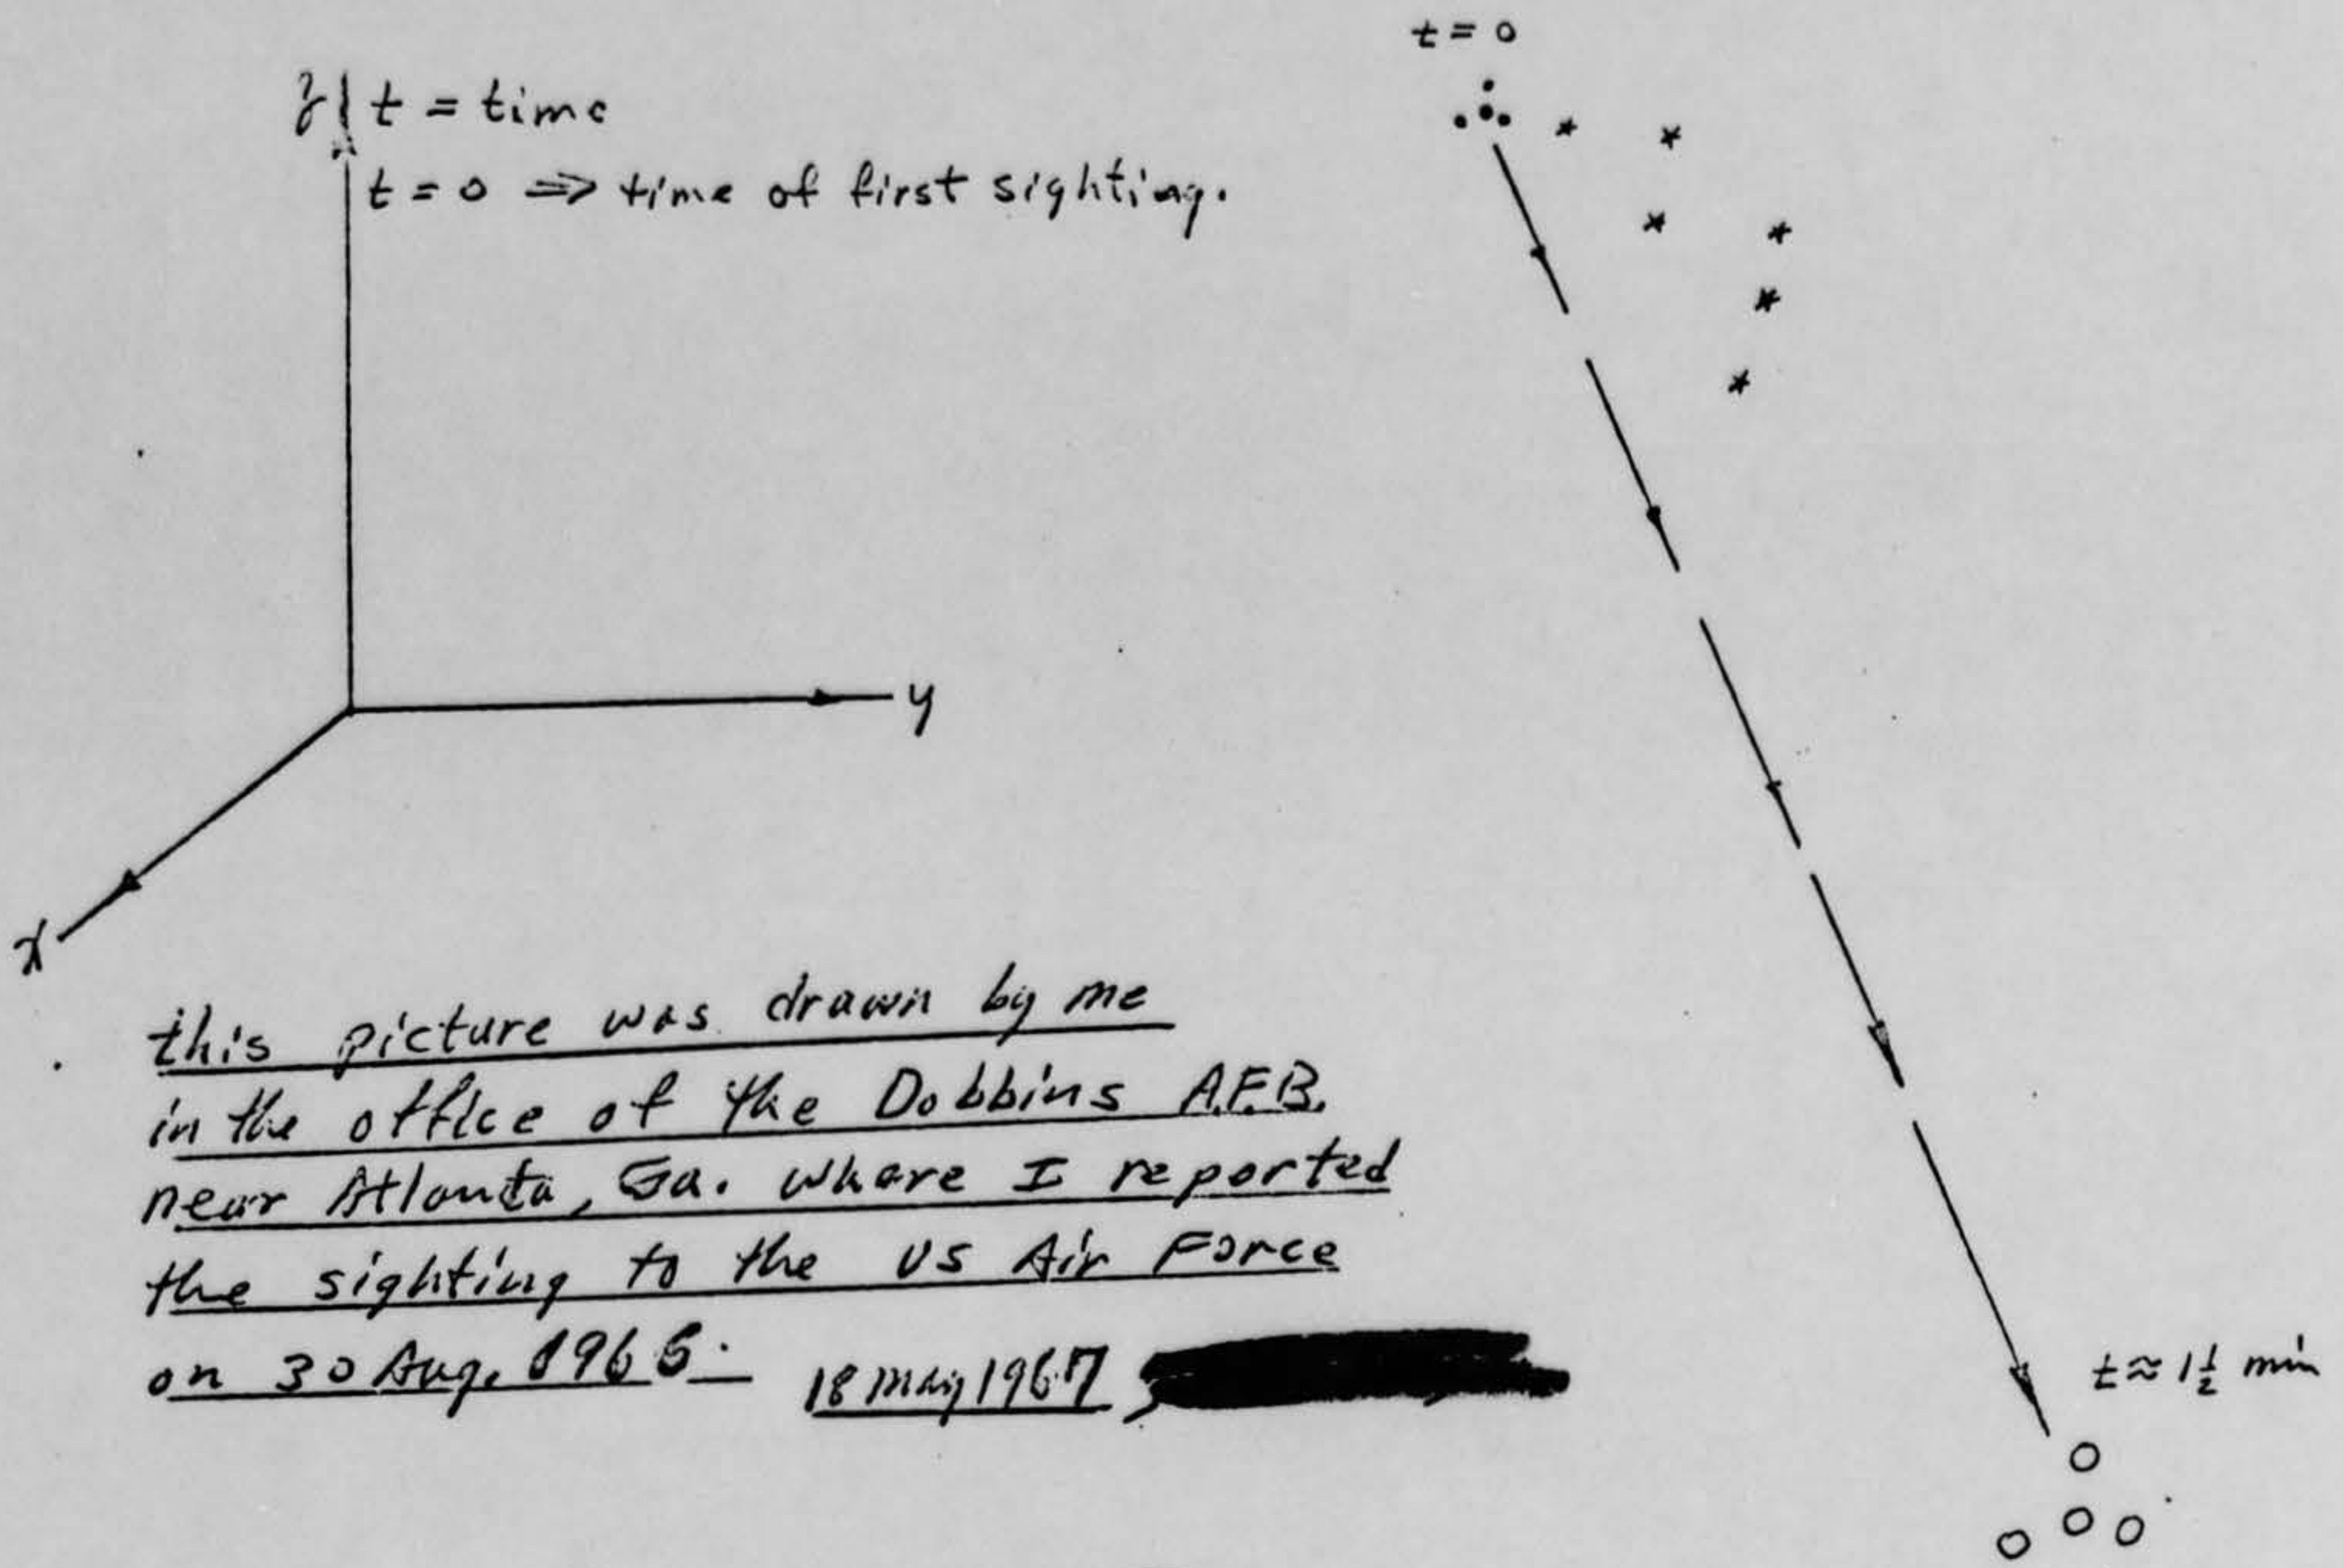 t = 0
z t = time
t = 0 ⇒ time of first sighting.
y
x
this picture was drawn by me
in the office of the Dobbins A.F.B.
near Atlanta, Ga. where I reported
the sighting to the US Air Force
on 30 Aug. 1966.
18 May 1967,
t ≈ 1½ min